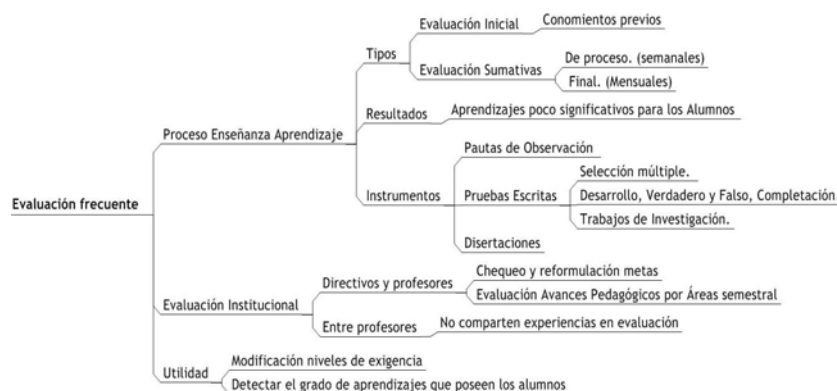 Evaluación Inicial
Conomientos previos
Tipos
Evaluación Sumativas
De proceso. (semanales)
Final. (Mensuales)
Resultados
Aprendizajes poco significativos para los Alumnos
Proceso Enseñanza Aprendizaje
Pautas de Observación
Instrumentos
Pruebas Escritas
Selección múltiple.
Desarrollo, Verdadero y Falso, Completación
Trabajos de Investigación.
Disertaciones
Evaluación frecuente
Evaluación Institucional
Directivos y profesores
Chequeo y reformulación metas
Evaluación Avances Pedagógicos por Áreas semestral
Entre profesores
No comparten experiencias en evaluación
Utilidad
Modificación niveles de exigencia
Detectar el grado de aprendizajes que poseen los alumnos